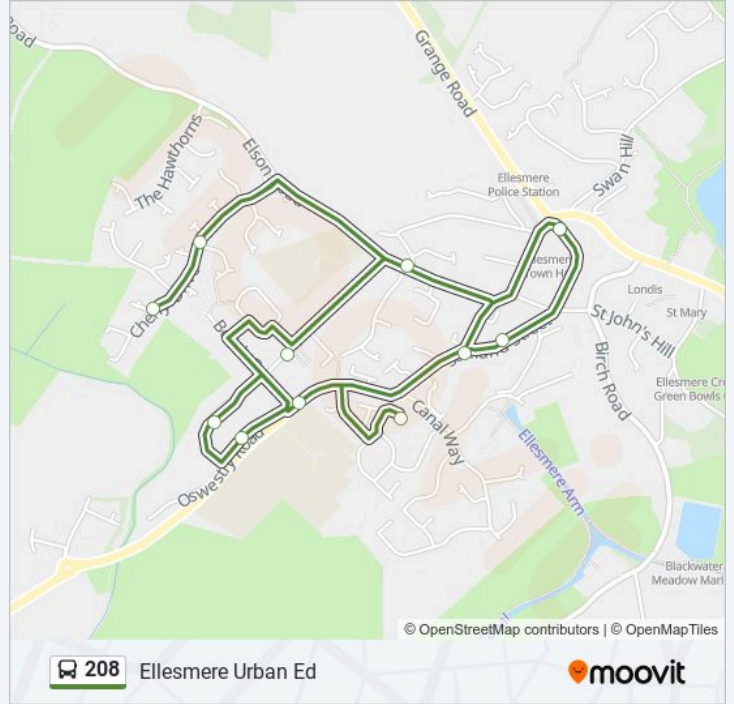 Road
Grange Road
The Hawthorns
Elson
Ellesmere
Police Station
Swan Hill
Town H
Londis
St Mary
St John's Hill
Birch Road
Ellesmere Cri
Green Bowls
Canal Way
Ellesmere Arm
Oswestry Road
Blackwater
Meadow Mari
© OpenStreetMap contributors | © OpenMapTiles
208 Ellesmere Urban Ed
moovit